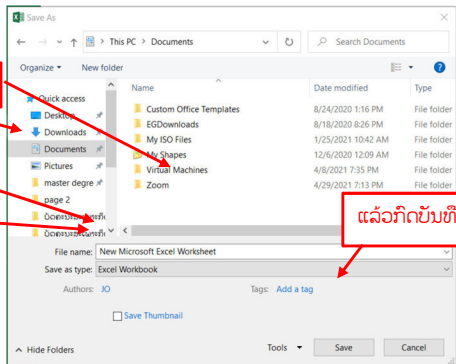 Save As
This PC > Documents
Search Documents
Organize
New folder
Name
Date modified
Type
Quick access
Desktop
Downloads
Documents
Pictures
master degre
page 2
Custom Office Templates
8/24/2020 1:16 PM
File folder
EGDownloads
8/18/2020 8:26 PM
File folder
My ISO Files
1/25/2021 10:42 AM
File folder
My Shapes
12/6/2020 12:09 AM
File folder
Virtual Machines
4/8/2021 7:35 PM
File folder
Zoom
4/29/2021 7:13 PM
File folder
ແລ້ວກົດບັນທຶ
File name: New Microsoft Excel Worksheet
Save as type: Excel Workbook
Authors: JO
Tags: Add a tag
Save Thumbnail
Hide Folders
Tools
Save
Cancel